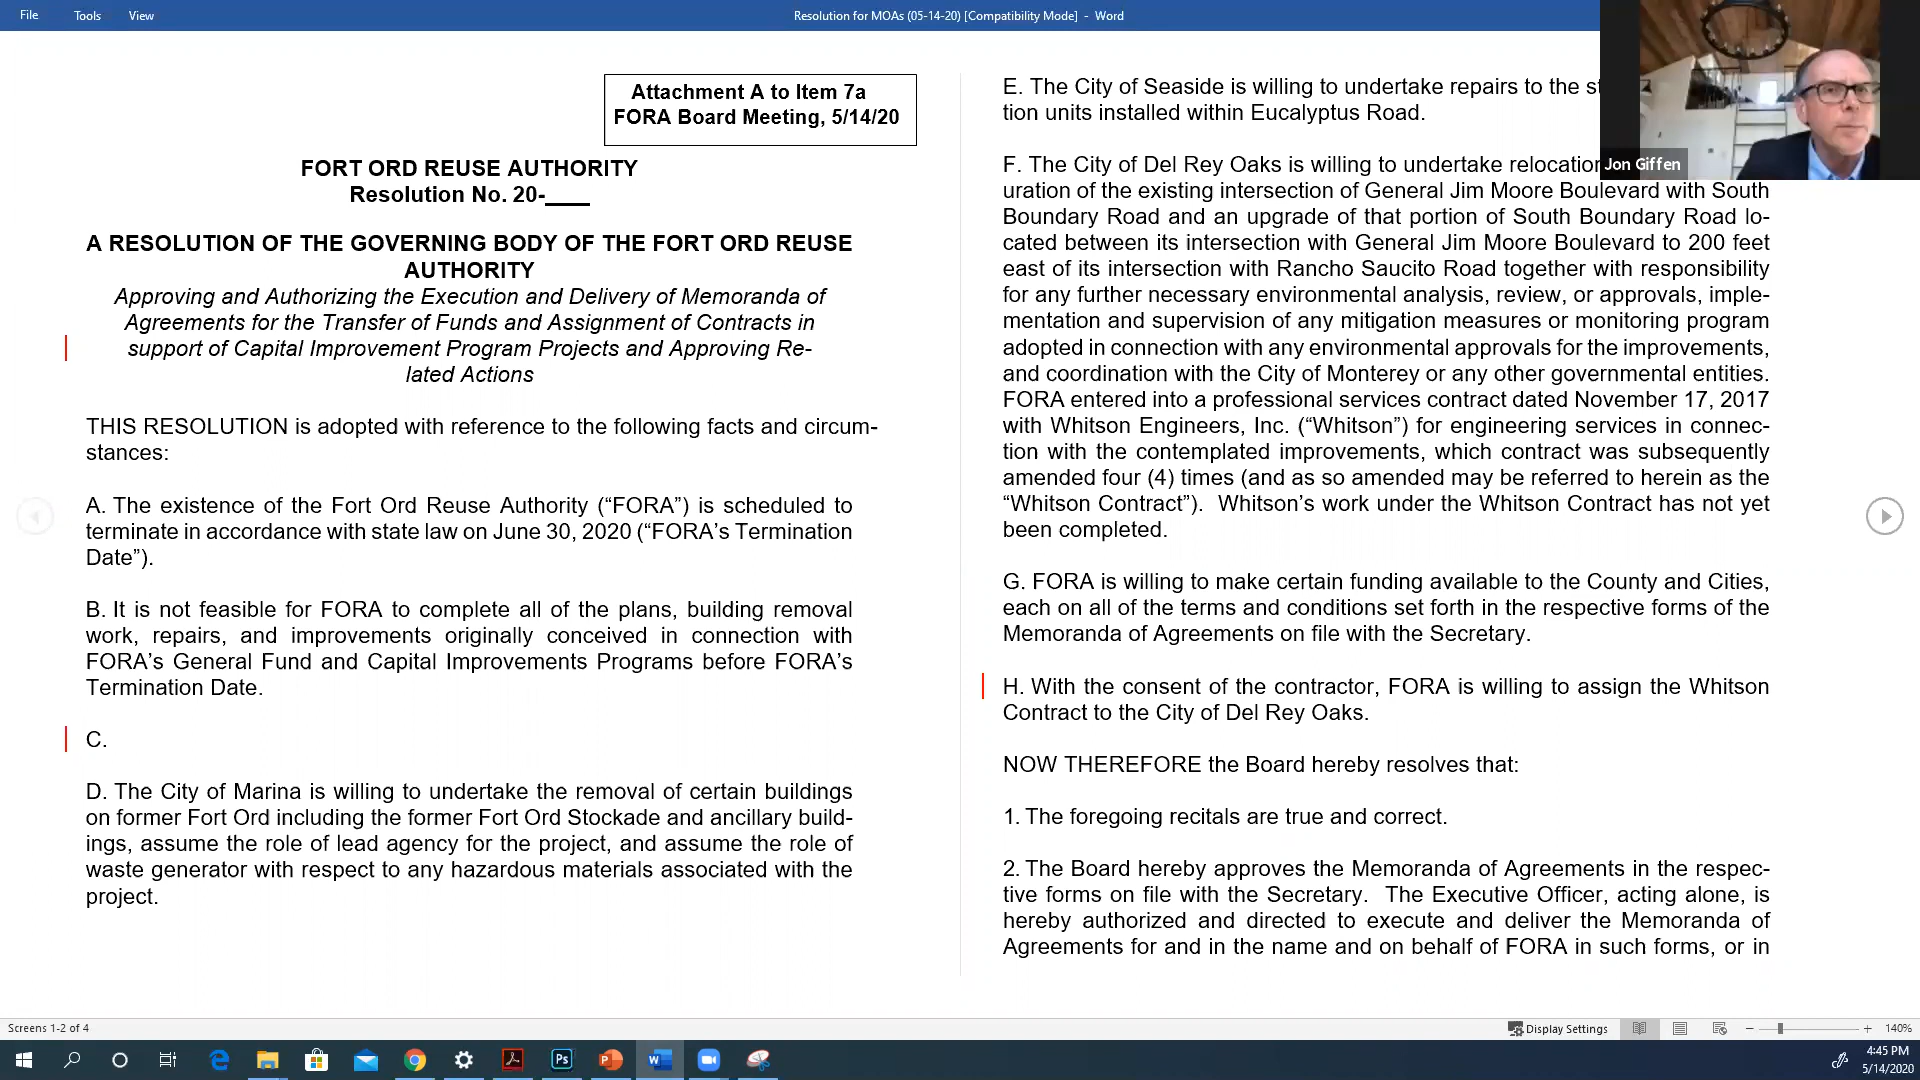 File Tools View
Resolution for MOAs (05-14-20) [Compatibility Mode] - Word
Attachment A to Item 7a
FORA Board Meeting, 5/14/20
FORT ORD REUSE AUTHORITY
Resolution No. 20-____
A RESOLUTION OF THE GOVERNING BODY OF THE FORT ORD REUSE
AUTHORITY
Approving and Authorizing the Execution and Delivery of Memoranda of
Agreements for the Transfer of Funds and Assignment of Contracts in
support of Capital Improvement Program Projects and Approving Re-
lated Actions
THIS RESOLUTION is adopted with reference to the following facts and circum-
stances:
A. The existence of the Fort Ord Reuse Authority (“FORA”) is scheduled to
terminate in accordance with state law on June 30, 2020 (“FORA’s Termination
Date”).
B. It is not feasible for FORA to complete all of the plans, building removal
work, repairs, and improvements originally conceived in connection with
FORA’s General Fund and Capital Improvements Programs before FORA’s
Termination Date.
C.
D. The City of Marina is willing to undertake the removal of certain buildings
on former Fort Ord including the former Fort Ord Stockade and ancillary build-
ings, assume the role of lead agency for the project, and assume the role of
waste generator with respect to any hazardous materials associated with the
project.
E. The City of Seaside is willing to undertake repairs to the
tion units installed within Eucalyptus Road.
F. The City of Del Rey Oaks is willing to undertake relocation
uration of the existing intersection of General Jim Moore Boulevard with South
Boundary Road and an upgrade of that portion of South Boundary Road lo-
cated between its intersection with General Jim Moore Boulevard to 200 feet
east of its intersection with Rancho Saucito Road together with responsibility
for any further necessary environmental analysis, review, or approvals, imple-
mentation and supervision of any mitigation measures or monitoring program
adopted in connection with any environmental approvals for the improvements,
and coordination with the City of Monterey or any other governmental entities.
FORA entered into a professional services contract dated November 17, 2017
with Whitson Engineers, Inc. (“Whitson”) for engineering services in connec-
tion with the contemplated improvements, which contract was subsequently
amended four (4) times (and as so amended may be referred to herein as the
“Whitson Contract”).  Whitson’s work under the Whitson Contract has not yet
been completed.
G. FORA is willing to make certain funding available to the County and Cities,
each on all of the terms and conditions set forth in the respective forms of the
Memoranda of Agreements on file with the Secretary.
H. With the consent of the contractor, FORA is willing to assign the Whitson
Contract to the City of Del Rey Oaks.
NOW THEREFORE the Board hereby resolves that:
1. The foregoing recitals are true and correct.
2. The Board hereby approves the Memoranda of Agreements in the respec-
tive forms on file with the Secretary.  The Executive Officer, acting alone, is
hereby authorized and directed to execute and deliver the Memoranda of
Agreements for and in the name and on behalf of FORA in such forms, or in
Jon Giffen
Screens 1-2 of 4
Display Settings
140%
Ps
4:45 PM
5/14/2020